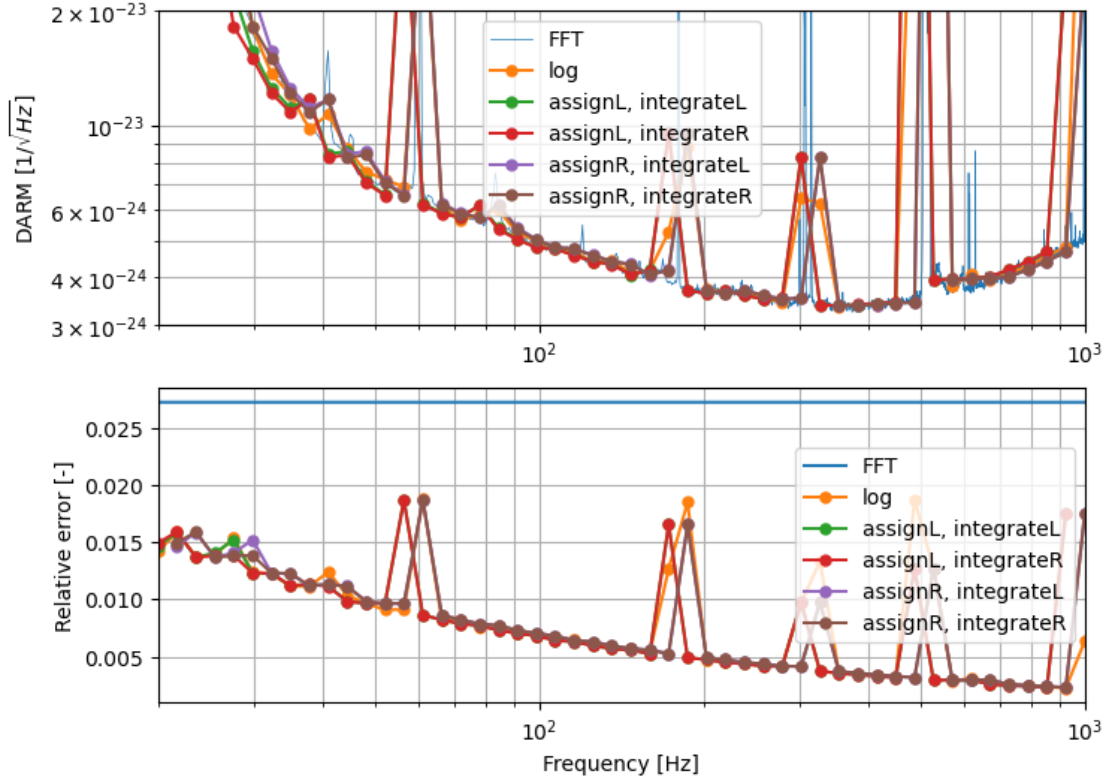 2 × 10⁻²³
10⁻²³
6 × 10⁻²⁴
4 × 10⁻²⁴
3 × 10⁻²⁴
DARM [1/√Hz]
FFT
log
assignL, integrateL
assignL, integrateR
assignR, integrateL
assignR, integrateR
10²
10³
0.025
0.020
0.015
0.010
0.005
Relative error [-]
FFT
log
assignL, integrateL
assignL, integrateR
assignR, integrateL
assignR, integrateR
10²
10³
Frequency [Hz]